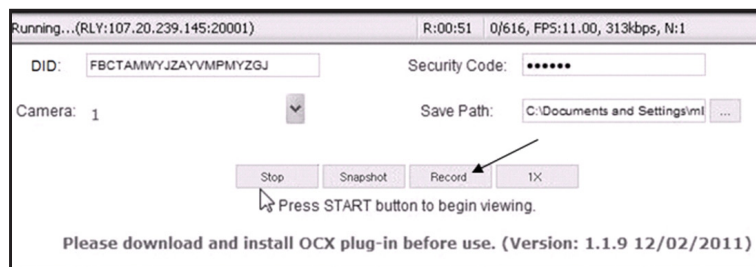 Running...(RLY:107.20.239.145:20001) R:00:51 0/616, FPS:11.00, 313kbps, N:1
DID: FBCTAMWYJZAYVMPMYZGJ Security Code: ••••••
Camera: 1 Save Path: C:\Documents and Settings\ml ...
Stop Snapshot Record 1X
Press START button to begin viewing.
Please download and install OCX plug-in before use. (Version: 1.1.9 12/02/2011)